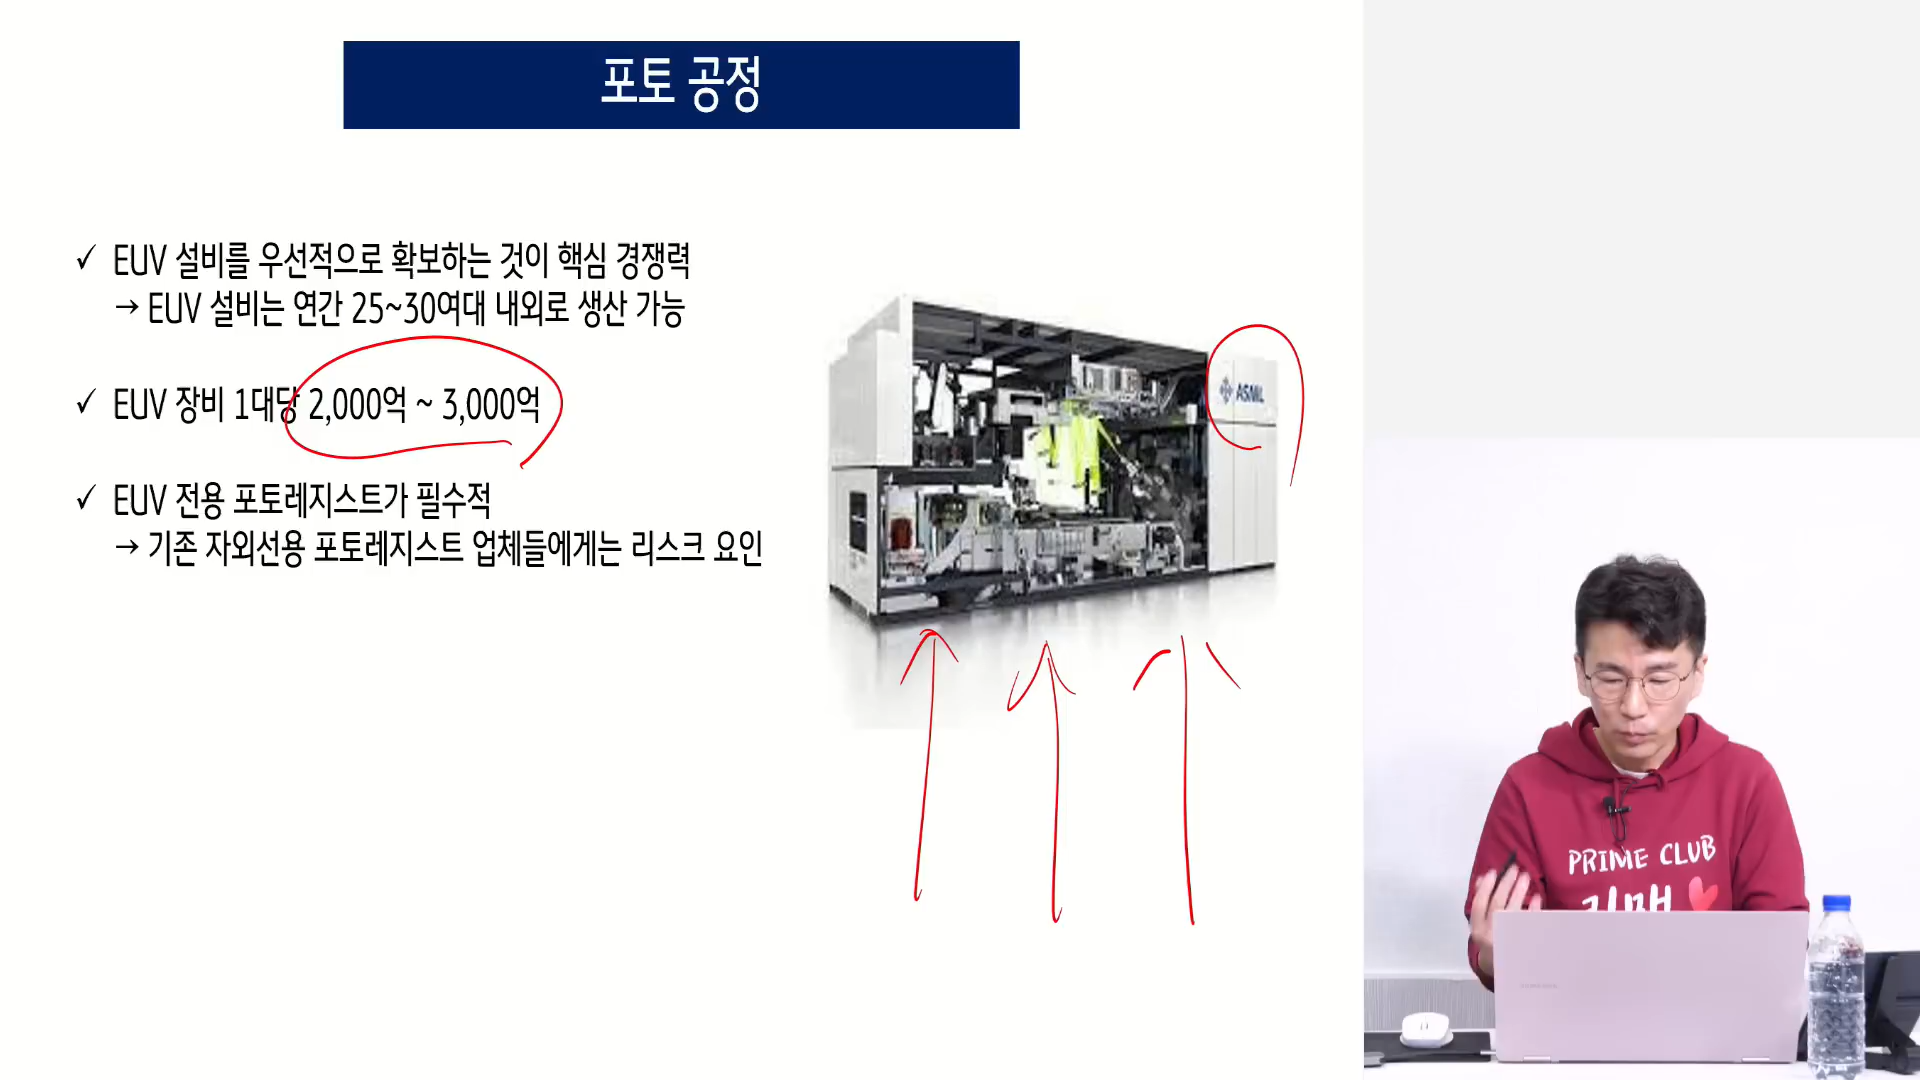 포토 공정
✓ EUV 설비를 우선적으로 확보하는 것이 핵심 경쟁력
→ EUV 설비는 연간 25~30여대 내외로 생산 가능
✓ EUV 장비 1대당 2,000억 ~ 3,000억
✓ EUV 전용 포토레지스트가 필수적
→ 기존 자외선용 포토레지스트 업체들에게는 리스크 요인
ASML
PRIME CLUB
SAMSUNG